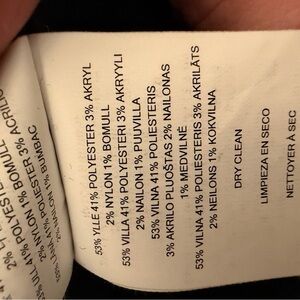 53% YLLE 41% POLYESTER 3% AKRYL
2% NYLON 1% BOMULL
53% VILLA 41% POLYESTERI 3% AKRYYLI
2% NAILON 1% PUUVILLA
53% VILNA 41% POLIESTERIS
3% AKRILO PLUOŠTAS 2% NAILONAS
1% MEDVILNĖ
53% VILNA 41% POLIESTERIS 3% AKRILĀTS
2% NEILONS 1% KOKVILNA
DRY CLEAN
LIMPIEZA EN SECO
NETTOYER À SEC